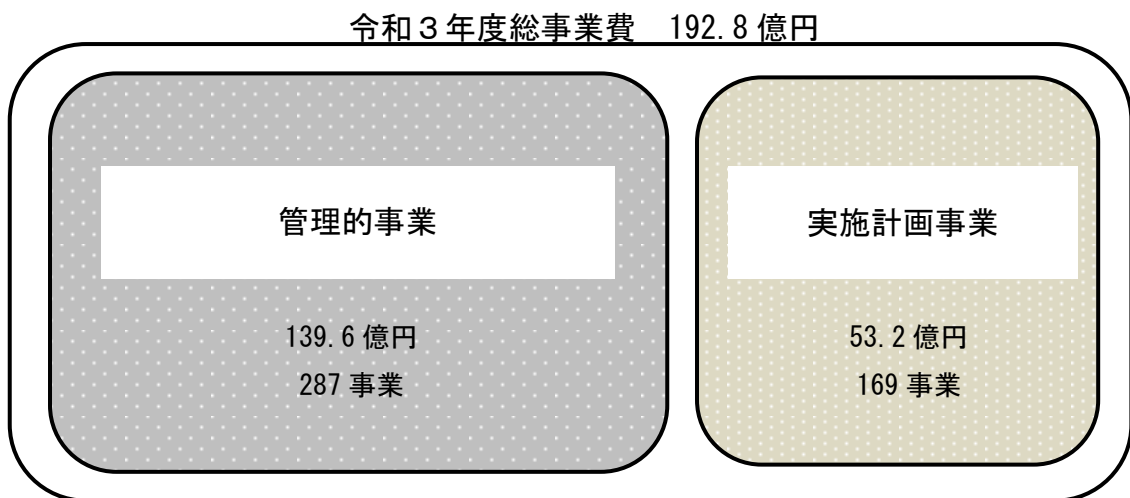 令和３年度総事業費　192.8 億円
管理的事業
139.6 億円
287 事業
実施計画事業
53.2 億円
169 事業